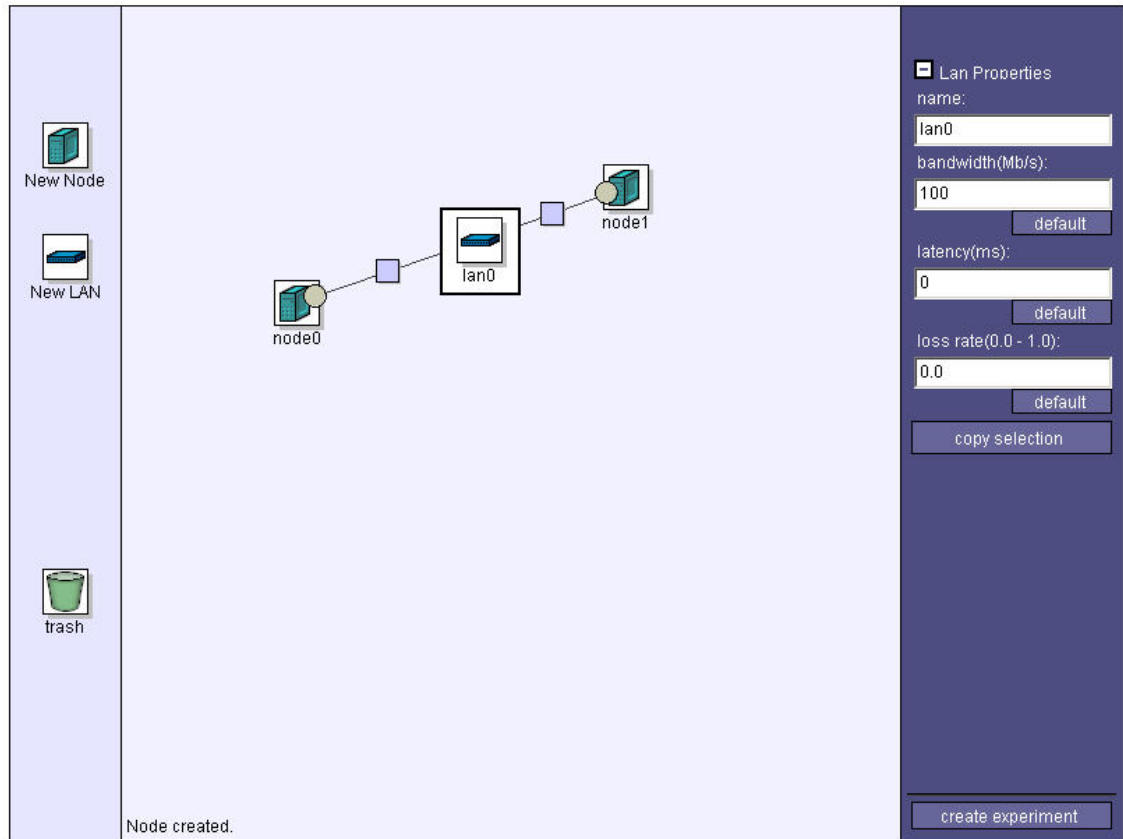 New Node
New LAN
trash
node0
lan0
node1
Node created.
Lan Properties
name:
lan0
bandwidth(Mb/s):
100
default
latency(ms):
0
default
loss rate(0.0 - 1.0):
0.0
default
copy selection
create experiment